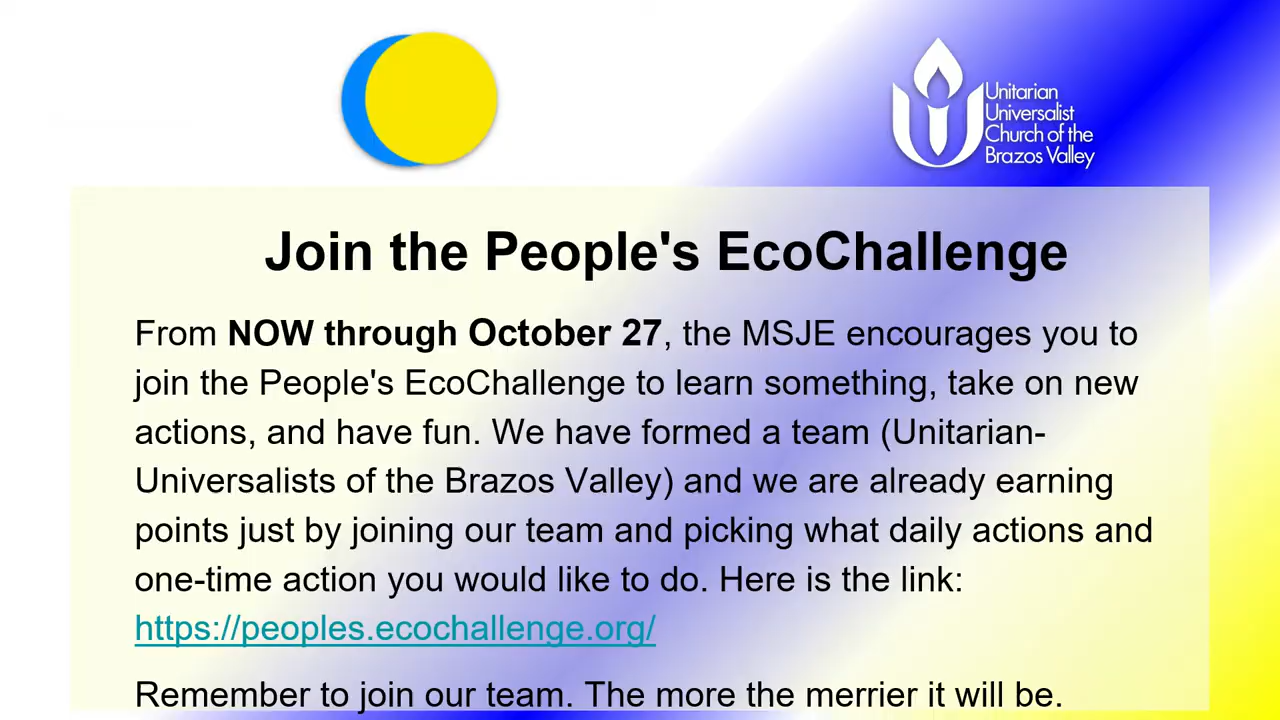 Unitarian
Universalist
Church of the
Brazos Valley
Join the People's EcoChallenge
From NOW through October 27, the MSJE encourages you to
join the People's EcoChallenge to learn something, take on new
actions, and have fun. We have formed a team (Unitarian-
Universalists of the Brazos Valley) and we are already earning
points just by joining our team and picking what daily actions and
one-time action you would like to do. Here is the link:
https://peoples.ecochallenge.org/
Remember to join our team. The more the merrier it will be.